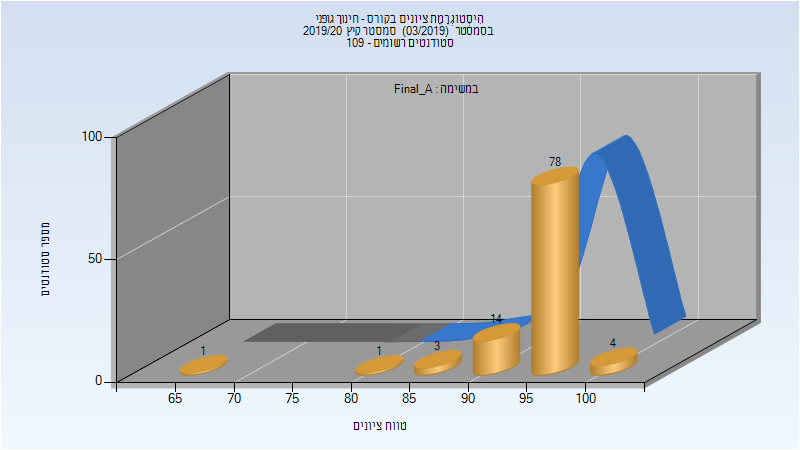 היסטוגרמת ציונים בקורס - חינוך גופני
בסמסטר (03/2019) סמסטר קיץ 2019/20
סטודנטים רשומים - 109
במשימה : Final_A
מספר סטודנטים
100
50
0
1
1
3
14
78
4
65
70
75
80
85
90
95
100
טווח ציונים